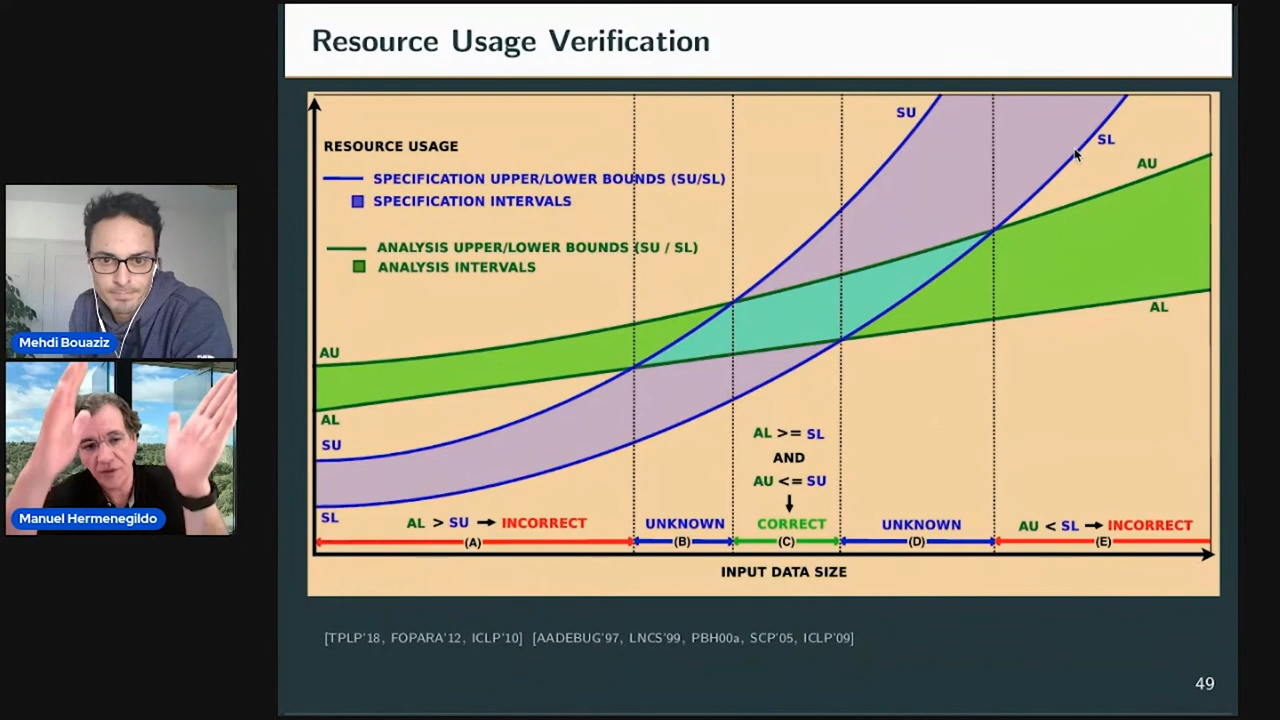 Resource Usage Verification
RESOURCE USAGE
SPECIFICATION UPPER/LOWER BOUNDS (SU/SL)
SPECIFICATION INTERVALS
ANALYSIS UPPER/LOWER BOUNDS (SU / SL)
ANALYSIS INTERVALS
SU
SL
AU
AU
AL
AL
SU
SL
AL >= SL
AND
AU <= SU
AL > SU → INCORRECT
UNKNOWN
CORRECT
UNKNOWN
AU < SL → INCORRECT
(A)
(B)
(C)
(D)
(E)
INPUT DATA SIZE
[TPLP'18, FOPARA'12, ICLP'10] [AADEBUG'97, LNCS'99, PBH00a, SCP'05, ICLP'09]
49
Mehdi Bouaziz
Manuel Hermenegildo